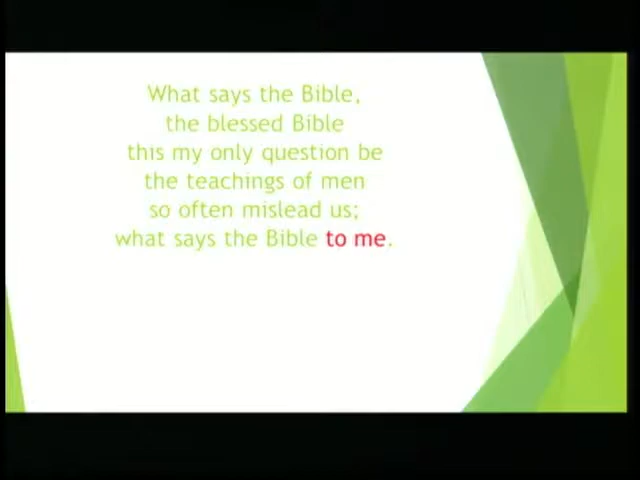 What says the Bible,
the blessed Bible
this my only question be
the teachings of men
so often mislead us;
what says the Bible to me.